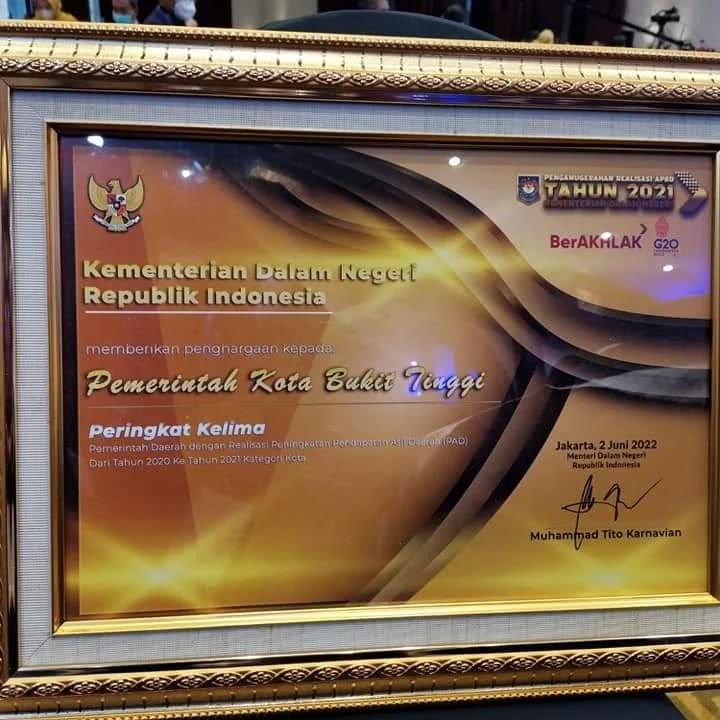 PENGANUGERAHAN REALISASI APBD
TAHUN 2021
KEMENTERIAN DALAM NEGERI
BerAKHLAK
G20
Kementerian Dalam Negeri
Republik Indonesia
memberikan penghargaan kepada:
Pemerintah Kota Bukit Tinggi
Peringkat Kelima
Pemerintah Daerah dengan Realisasi Peningkatan Pendapatan Asli Daerah (PAD)
Dari Tahun 2020 Ke Tahun 2021 Kategori Kota
Jakarta, 2 Juni 2022
Menteri Dalam Negeri
Republik Indonesia
Muhammad Tito Karnavian